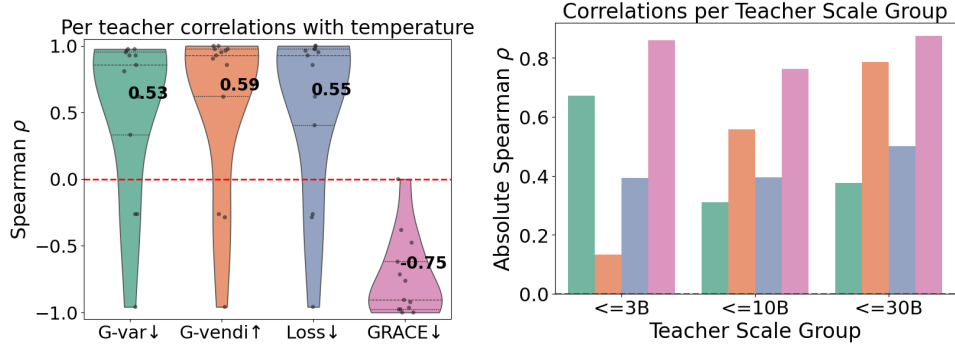 Per teacher correlations with temperature
Spearman ρ
1.0
0.5
0.0
−0.5
−1.0
0.53
0.59
0.55
-0.75
G-var↓
G-vendi↑
Loss↓
GRACE↓
Correlations per Teacher Scale Group
Absolute Spearman ρ
0.8
0.6
0.4
0.2
0.0
<=3B
<=10B
<=30B
Teacher Scale Group